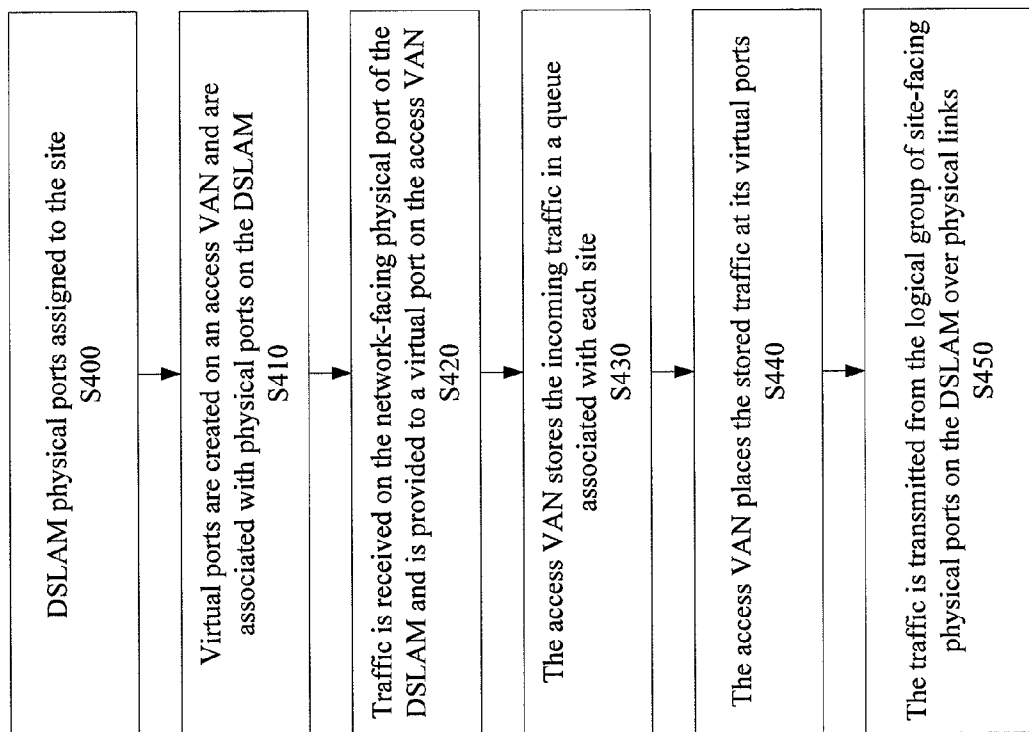 DSLAM physical ports assigned to the site
S400
Virtual ports are created on an access VAN and are
associated with physical ports on the DSLAM
S410
Traffic is received on the network-facing physical port of the
DSLAM and is provided to a virtual port on the access VAN
S420
The access VAN stores the incoming traffic in a queue
associated with each site
S430
The access VAN places the stored traffic at its virtual ports
S440
The traffic is transmitted from the logical group of site-facing
physical ports on the DSLAM over physical links
S450